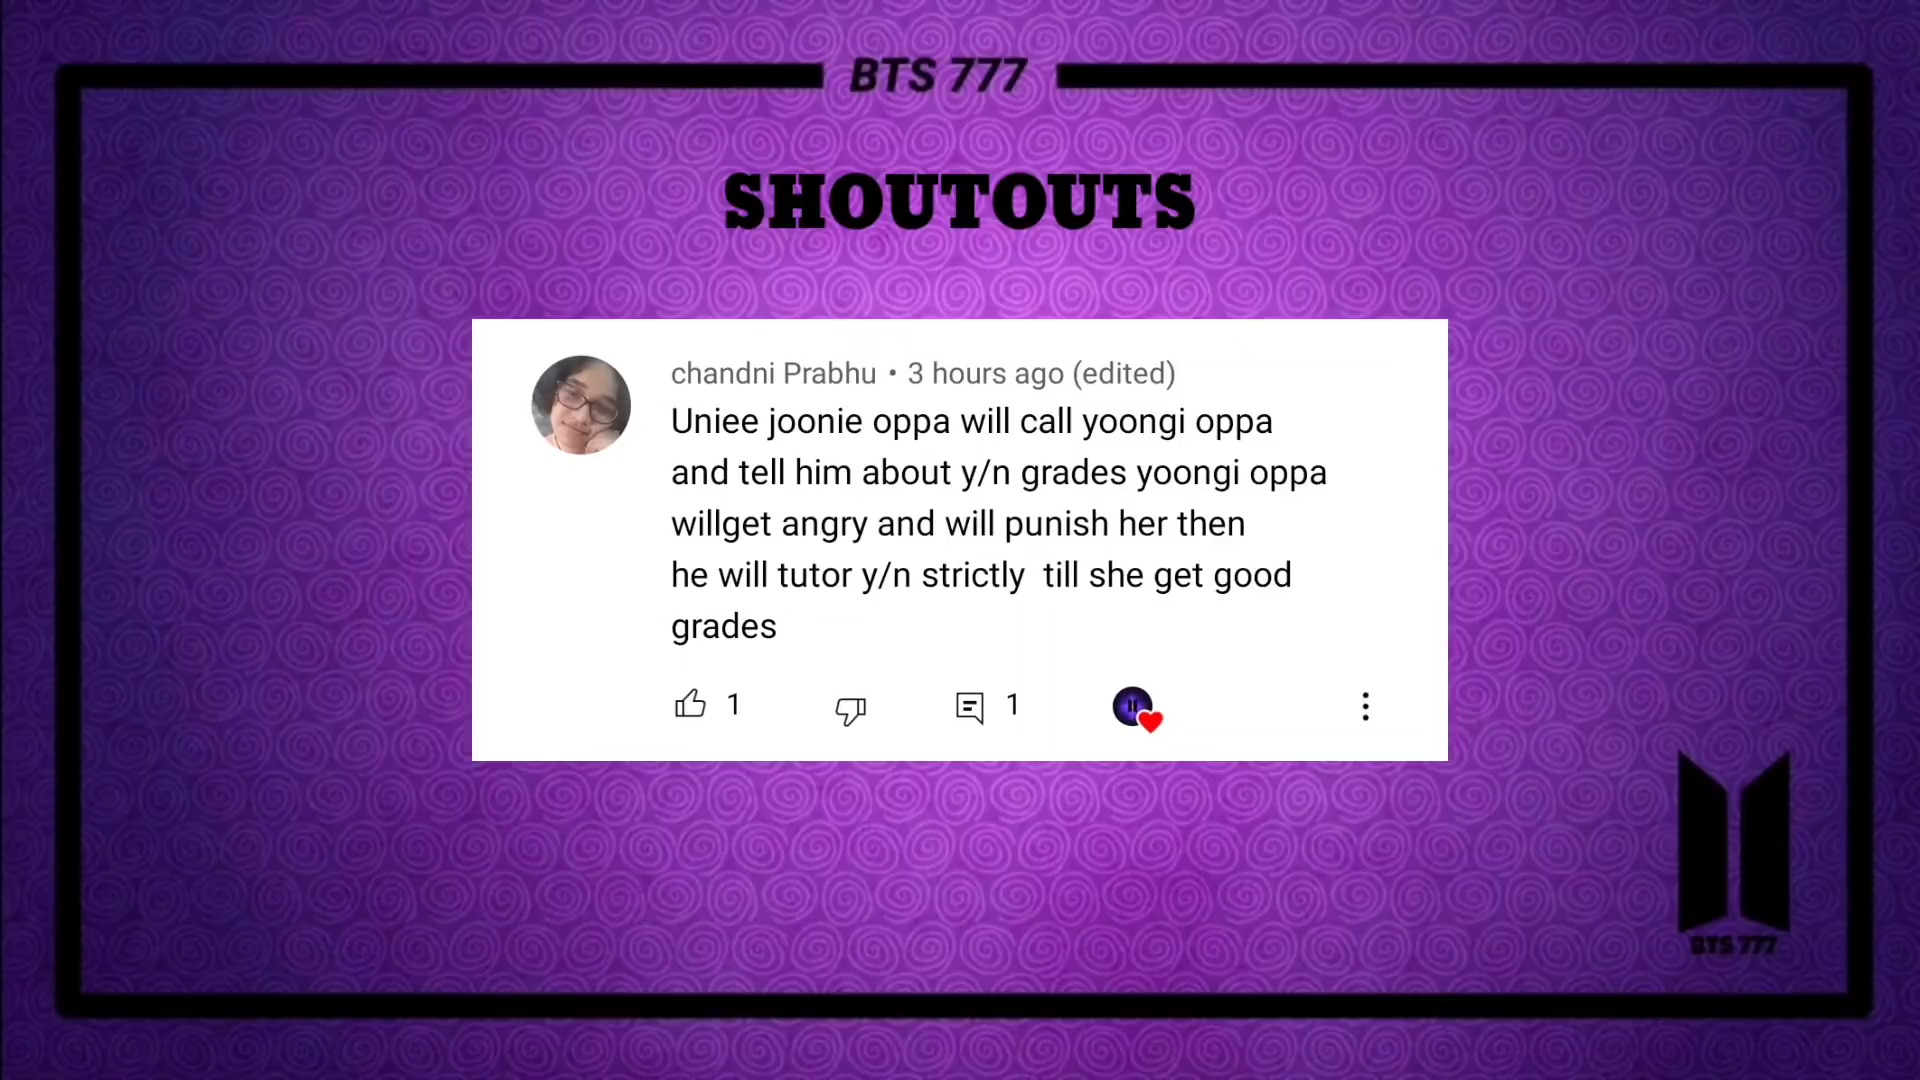 BTS 777
SHOUTOUTS
chandni Prabhu • 3 hours ago (edited)
Uniee joonie oppa will call yoongi oppa
and tell him about y/n grades yoongi oppa
willget angry and will punish her then
he will tutor y/n strictly  till she get good
grades
1
1
BTS 777